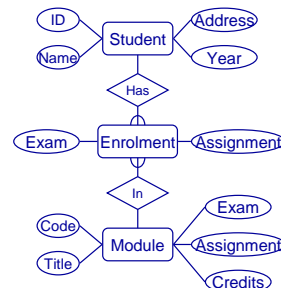 ID
Address
Student
Name
Year
Has
Exam
Enrolment
Assignment
In
Exam
Code
Module
Assignment
Title
Credits